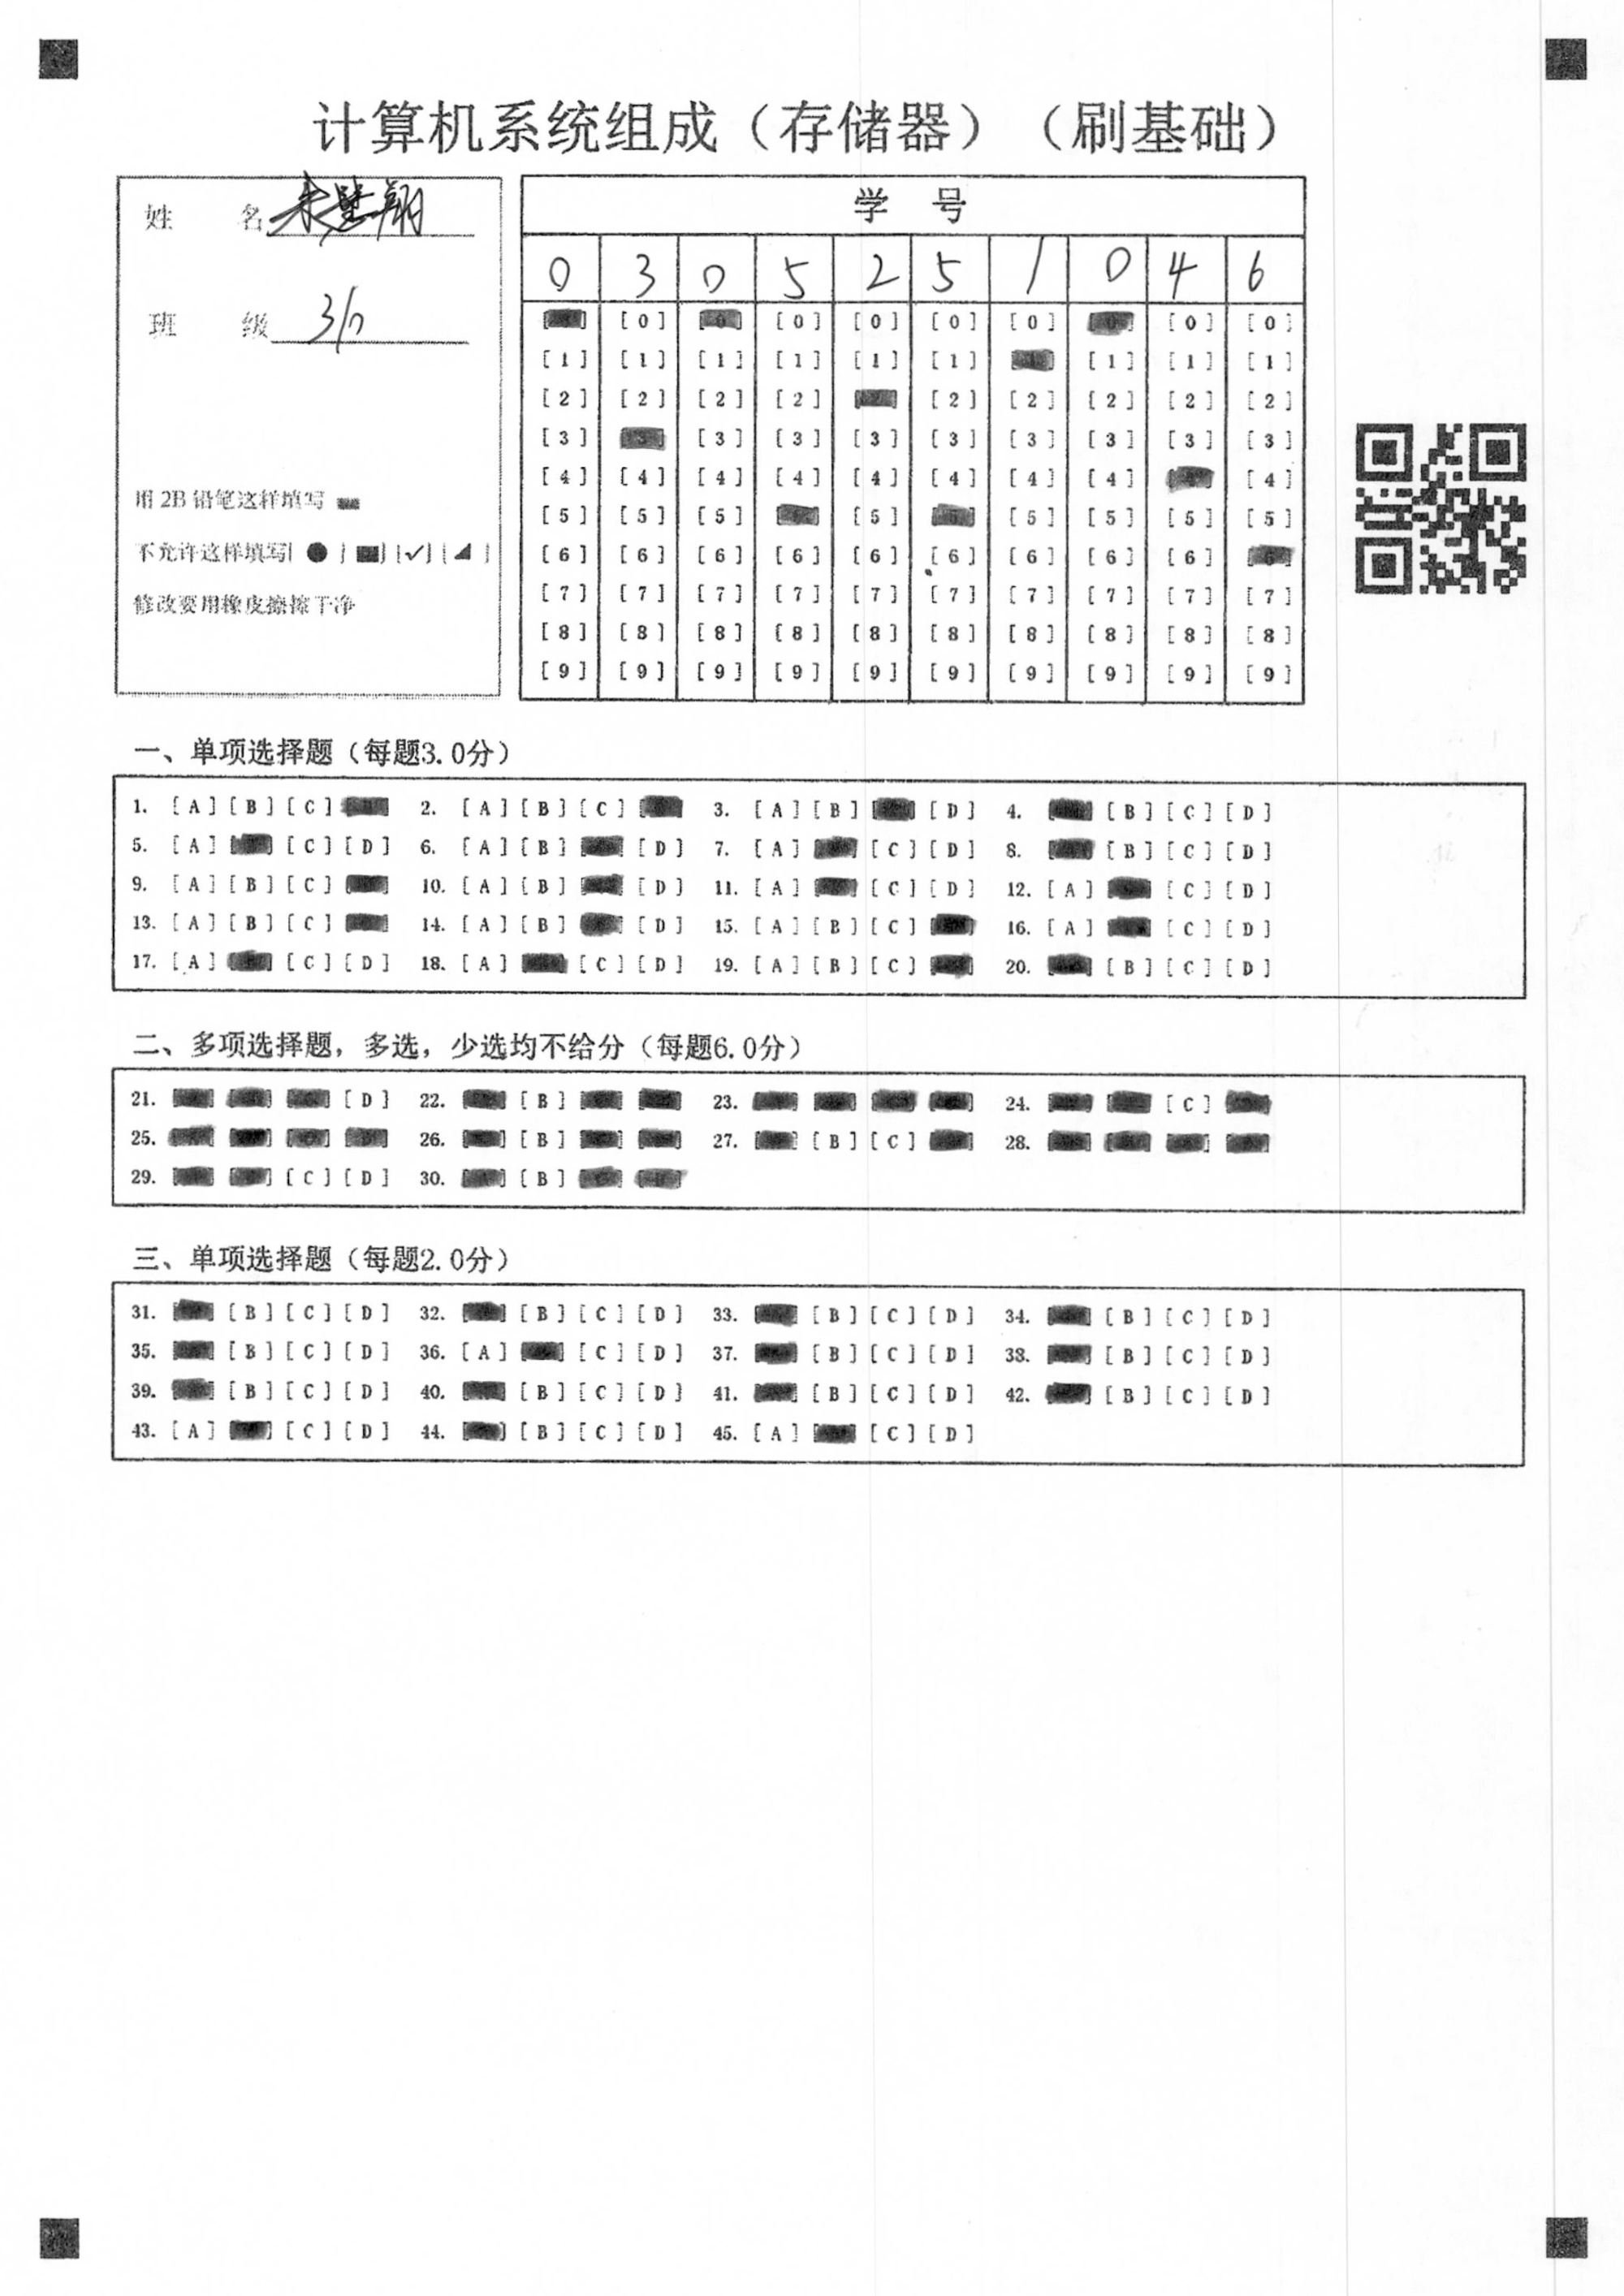 计算机系统组成（存储器）（刷基础）
姓 名
班 级 310
用 2B 铅笔这样填写
不允许这样填写[ ● ] [■] [✓] [◢ ]
修改要用橡皮擦擦干净
学 号
0 3 0 5 2 5 1 0 4 6
[0] [0] [0] [0] [0] [0] [0]
[1] [1] [1] [1] [1] [1] [1] [1] [1]
[2] [2] [2] [2] [2] [2] [2] [2] [2]
[3] [3] [3] [3] [3] [3] [3] [3] [3]
[4] [4] [4] [4] [4] [4] [4] [4] [4]
[5] [5] [5] [5] [5] [5] [5] [5]
[6] [6] [6] [6] [6] [6] [6] [6] [6]
[7] [7] [7] [7] [7] [7] [7] [7] [7] [7]
[8] [8] [8] [8] [8] [8] [8] [8] [8] [8]
[9] [9] [9] [9] [9] [9] [9] [9] [9] [9]
一、单项选择题（每题3.0分）
1. [A] [B] [C] 2. [A] [B] [C] 3. [A] [B] [D] 4. [B] [C] [D]
5. [A] [C] [D] 6. [A] [B] [D] 7. [A] [C] [D] 8. [B] [C] [D]
9. [A] [B] [C] 10. [A] [B] [D] 11. [A] [C] [D] 12. [A] [C] [D]
13. [A] [B] [C] 14. [A] [B] [D] 15. [A] [B] [C] 16. [A] [C] [D]
17. [A] [C] [D] 18. [A] [C] [D] 19. [A] [B] [C] 20. [B] [C] [D]
二、多项选择题，多选，少选均不给分（每题6.0分）
21. [D] 22. [B] 23. 24. [C]
25. 26. [B] 27. [B] [C] 28.
29. [C] [D] 30. [B]
三、单项选择题（每题2.0分）
31. [B] [C] [D] 32. [B] [C] [D] 33. [B] [C] [D] 34. [B] [C] [D]
35. [B] [C] [D] 36. [A] [C] [D] 37. [B] [C] [D] 38. [B] [C] [D]
39. [B] [C] [D] 40. [B] [C] [D] 41. [B] [C] [D] 42. [B] [C] [D]
43. [A] [C] [D] 44. [B] [C] [D] 45. [A] [C] [D]